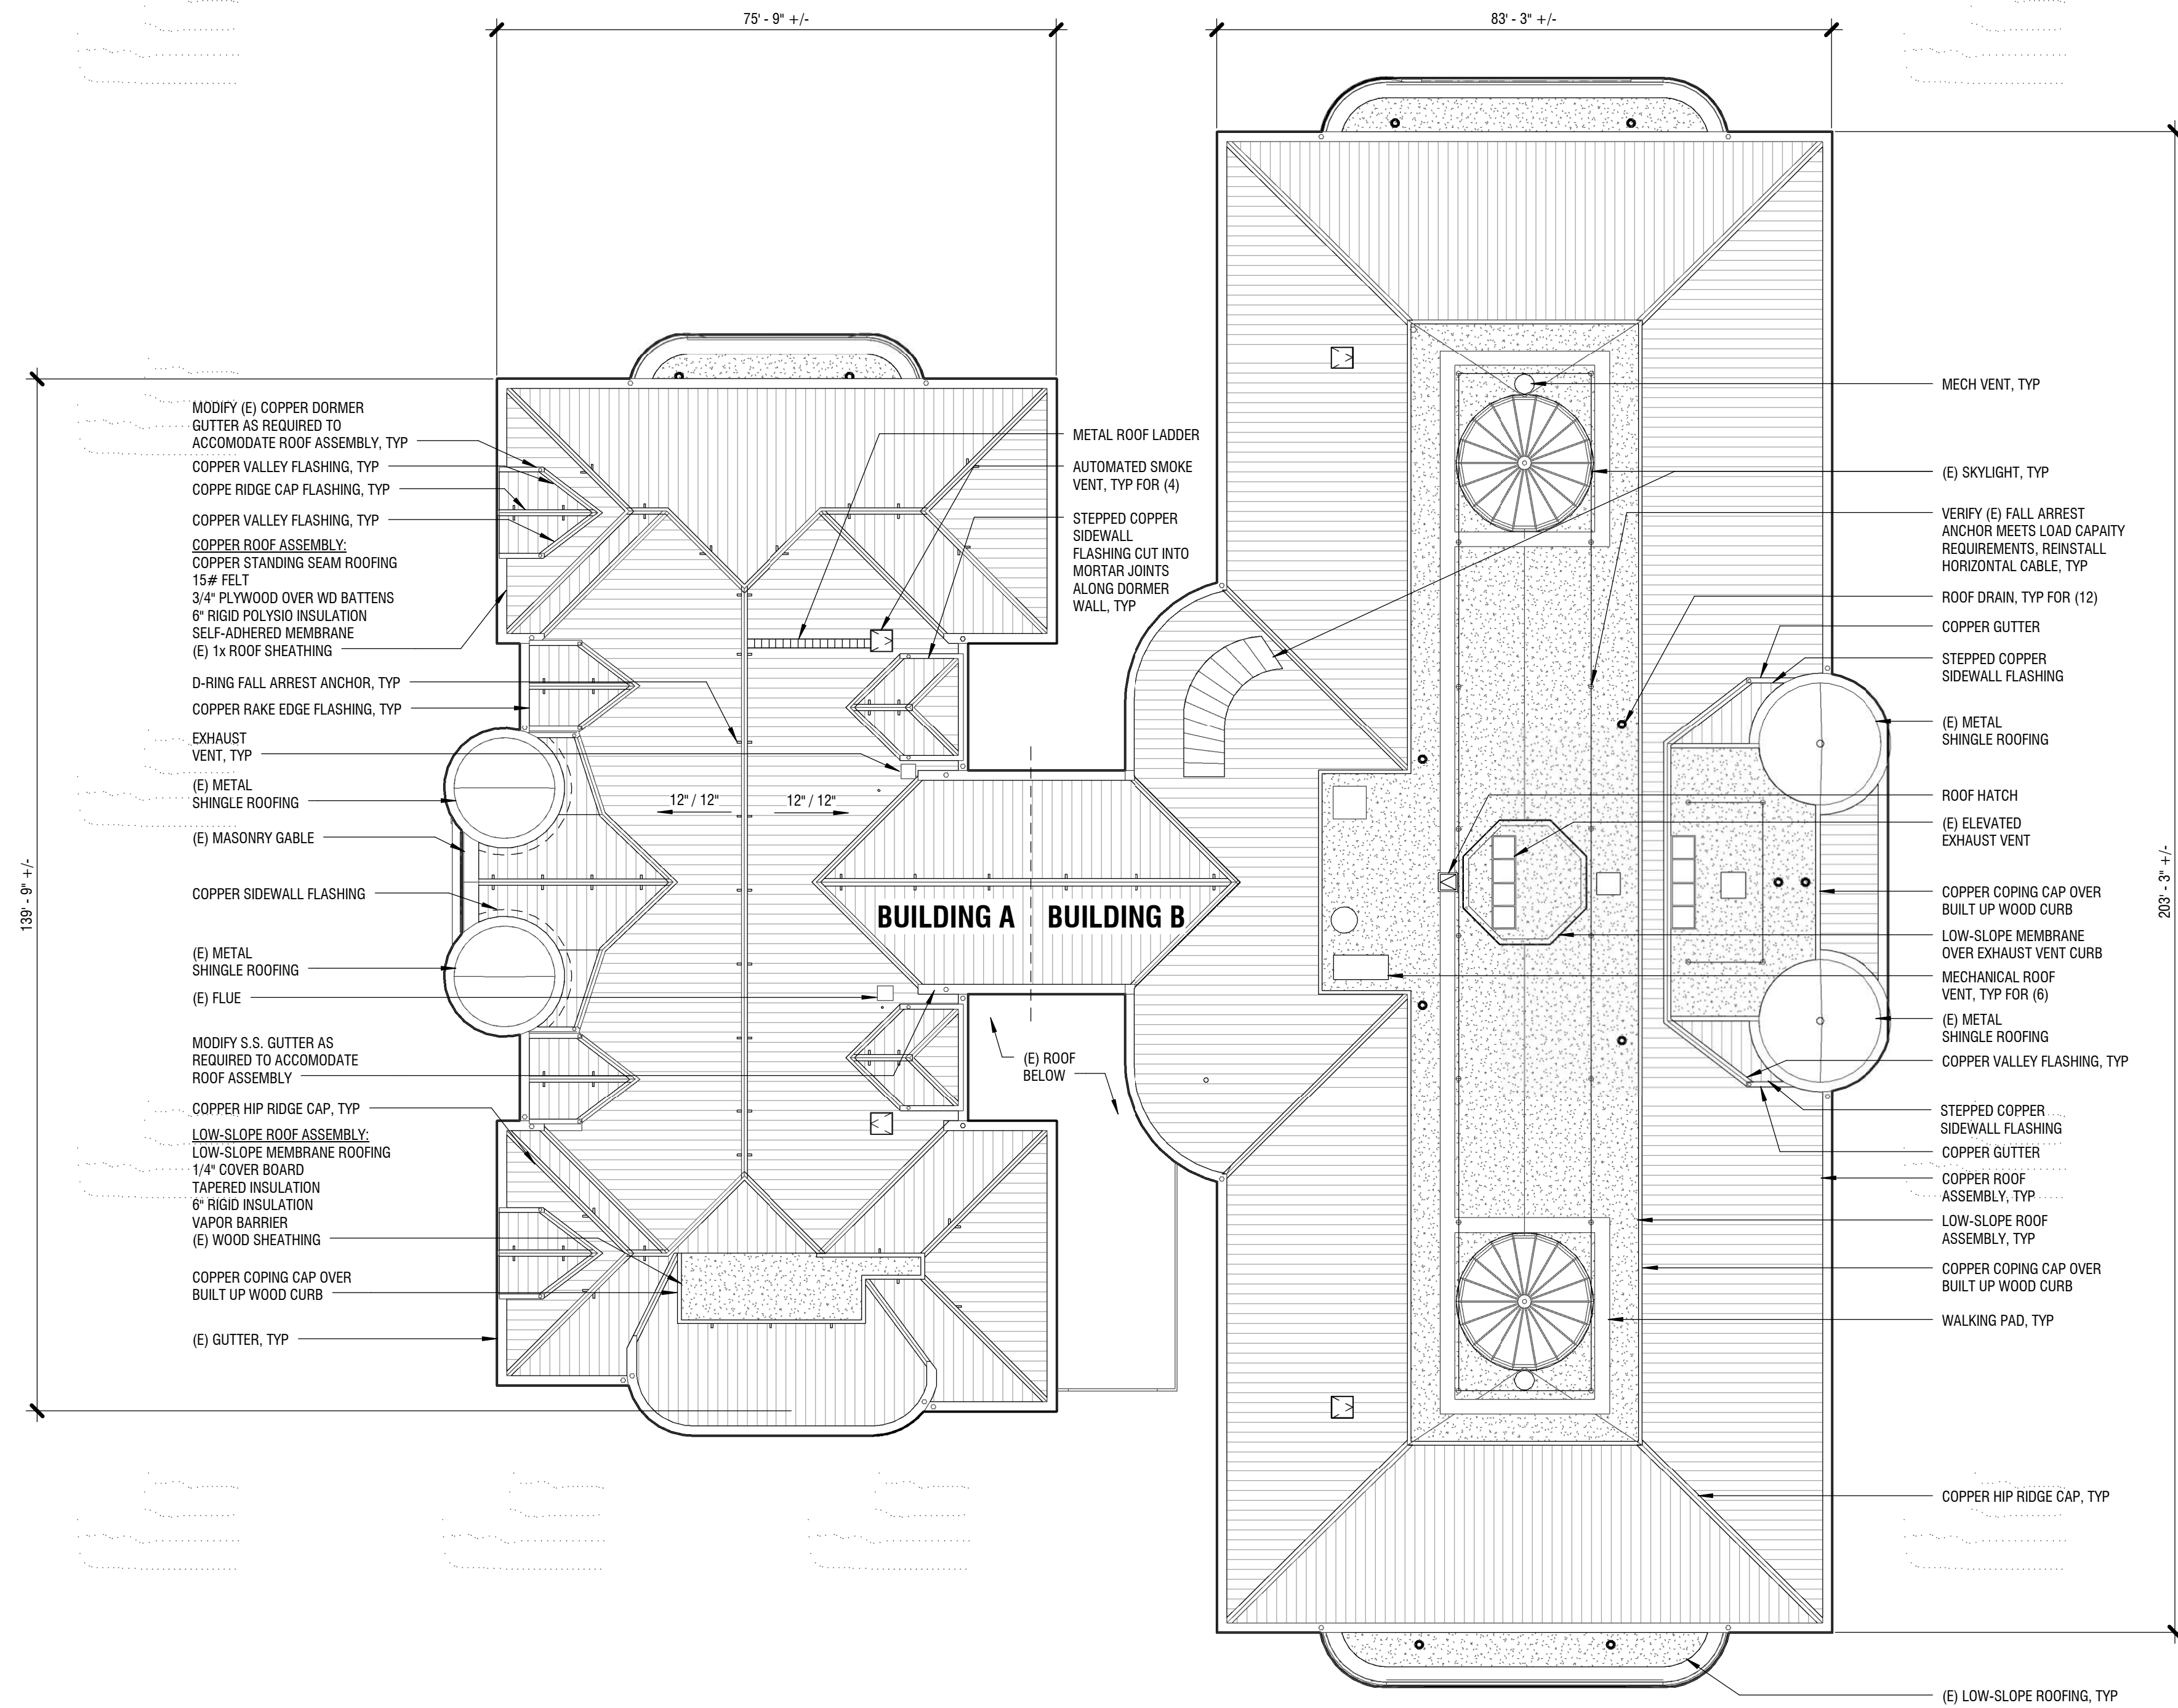 75' - 9" +/-
83' - 3" +/-
139' - 9" +/-
203' - 3" +/-
MODIFY (E) COPPER DORMER
GUTTER AS REQUIRED TO
ACCOMODATE ROOF ASSEMBLY, TYP
COPPER VALLEY FLASHING, TYP
COPPE RIDGE CAP FLASHING, TYP
COPPER VALLEY FLASHING, TYP
COPPER ROOF ASSEMBLY:
COPPER STANDING SEAM ROOFING
15# FELT
3/4" PLYWOOD OVER WD BATTENS
6" RIGID POLYSIO INSULATION
SELF-ADHERED MEMBRANE
(E) 1x ROOF SHEATHING
D-RING FALL ARREST ANCHOR, TYP
COPPER RAKE EDGE FLASHING, TYP
EXHAUST
VENT, TYP
(E) METAL
SHINGLE ROOFING
(E) MASONRY GABLE
COPPER SIDEWALL FLASHING
(E) METAL
SHINGLE ROOFING
(E) FLUE
MODIFY S.S. GUTTER AS
REQUIRED TO ACCOMODATE
ROOF ASSEMBLY
COPPER HIP RIDGE CAP, TYP
LOW-SLOPE ROOF ASSEMBLY:
LOW-SLOPE MEMBRANE ROOFING
1/4" COVER BOARD
TAPERED INSULATION
6" RIGID INSULATION
VAPOR BARRIER
(E) WOOD SHEATHING
COPPER COPING CAP OVER
BUILT UP WOOD CURB
(E) GUTTER, TYP
12" / 12"
12" / 12"
METAL ROOF LADDER
AUTOMATED SMOKE
VENT, TYP FOR (4)
STEPPED COPPER
SIDEWALL
FLASHING CUT INTO
MORTAR JOINTS
ALONG DORMER
WALL, TYP
BUILDING A
BUILDING B
(E) ROOF
BELOW
MECH VENT, TYP
(E) SKYLIGHT, TYP
VERIFY (E) FALL ARREST
ANCHOR MEETS LOAD CAPAITY
REQUIREMENTS, REINSTALL
HORIZONTAL CABLE, TYP
ROOF DRAIN, TYP FOR (12)
COPPER GUTTER
STEPPED COPPER
SIDEWALL FLASHING
(E) METAL
SHINGLE ROOFING
ROOF HATCH
(E) ELEVATED
EXHAUST VENT
COPPER COPING CAP OVER
BUILT UP WOOD CURB
LOW-SLOPE MEMBRANE
OVER EXHAUST VENT CURB
MECHANICAL ROOF
VENT, TYP FOR (6)
(E) METAL
SHINGLE ROOFING
COPPER VALLEY FLASHING, TYP
STEPPED COPPER
SIDEWALL FLASHING
COPPER GUTTER
COPPER ROOF
ASSEMBLY, TYP
LOW-SLOPE ROOF
ASSEMBLY, TYP
COPPER COPING CAP OVER
BUILT UP WOOD CURB
WALKING PAD, TYP
COPPER HIP RIDGE CAP, TYP
(E) LOW-SLOPE ROOFING, TYP